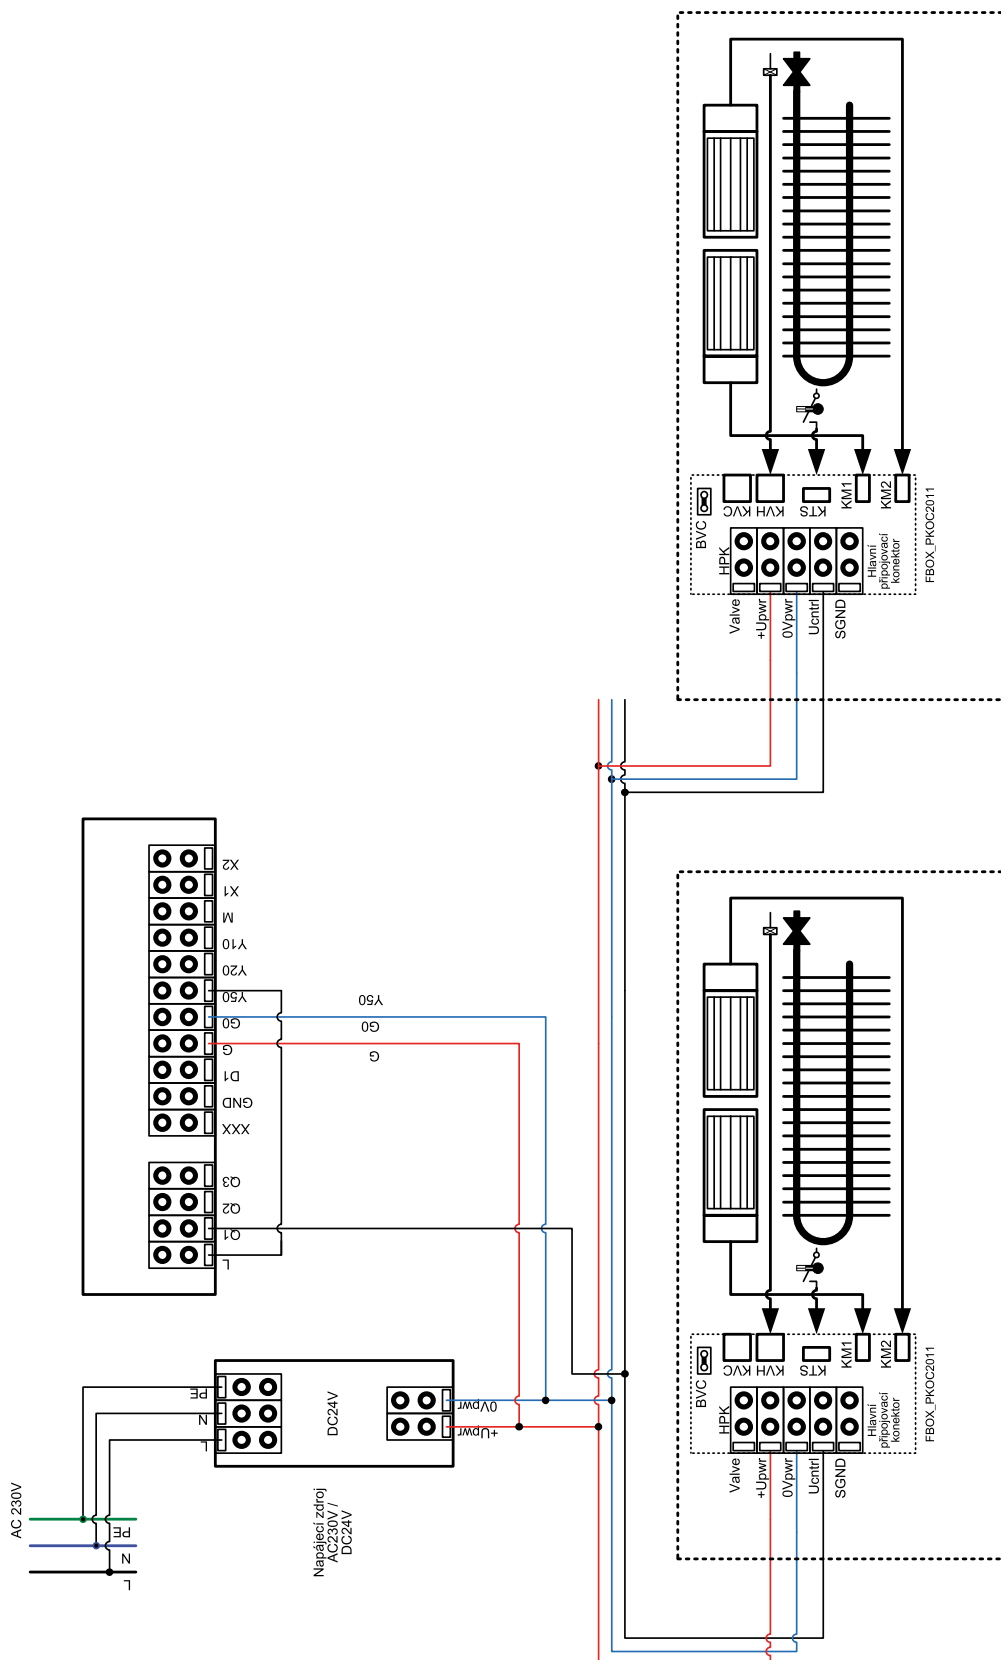 BVC
KVC
KVH
KTS
KM1
KM2
HPK
Hlavní
připojovací
konektor
FBOX_PKOC2011
Valve
+Upwr
0Vpwr
Ucntrl
SGND
X2
X1
M
Y10
Y20
Y50
G0
G
D1
GND
XXX
Q3
Q2
Q1
L
Y50
G0
G
BVC
KVC
KVH
KTS
KM1
KM2
HPK
Hlavní
připojovací
konektor
FBOX_PKOC2011
Valve
+Upwr
0Vpwr
Ucntrl
SGND
PE
N
L
DC24V
0Vpwr
+Upwr
Napájecí zdroj
AC230V /
DC24V
AC 230V
PE
N
L